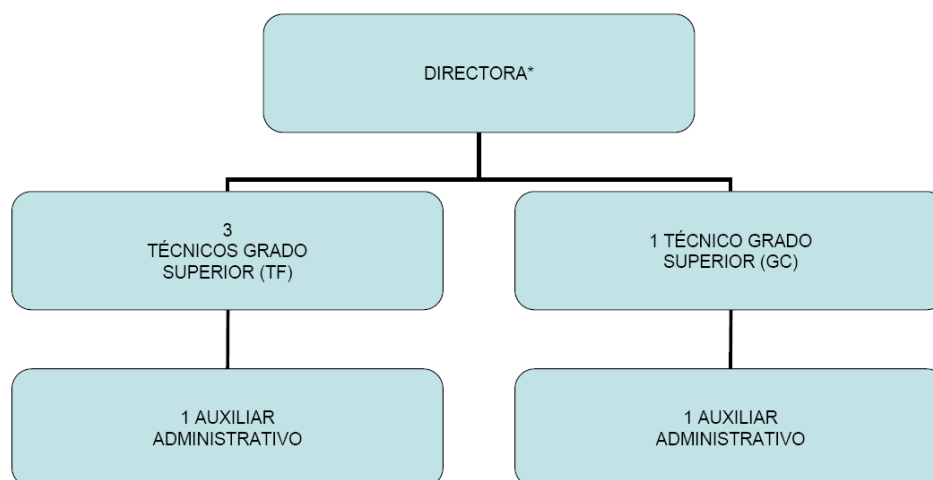 DIRECTORA*
3
TÉCNICOS GRADO
SUPERIOR (TF)
1 TÉCNICO GRADO
SUPERIOR (GC)
1 AUXILIAR
ADMINISTRATIVO
1 AUXILIAR
ADMINISTRATIVO